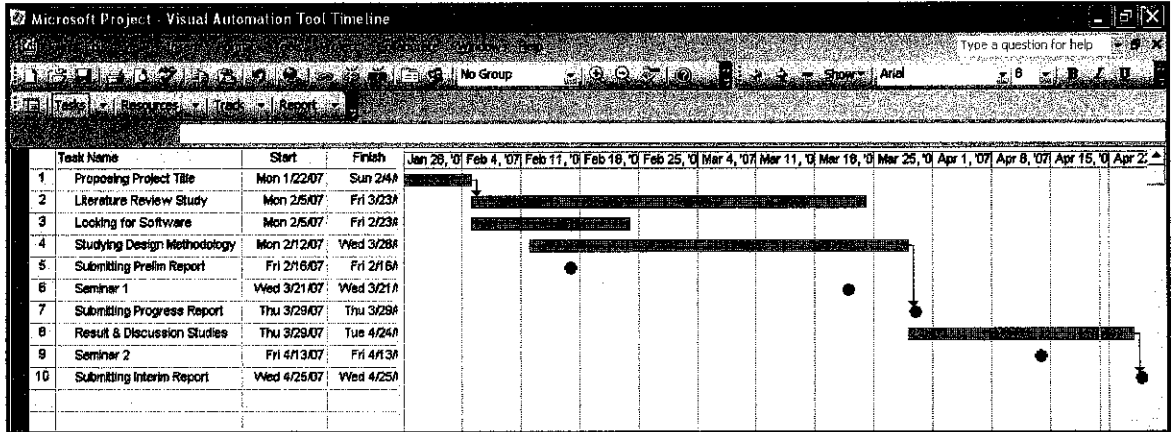 Microsoft Project - Visual Automation Tool Timeline
Type a question for help
No Group Show Arial 8 B I U
Tasks Resources Track Report
Task Name Start Finish Jan 28, '0 Feb 4, '07 Feb 11, '0 Feb 18, '0 Feb 25, '0 Mar 4, '07 Mar 11, '0 Mar 18, '0 Mar 25, '0 Apr 1, '07 Apr 8, '07 Apr 15, '0 Apr 2
1 Proposing Project Title Mon 1/22/07 Sun 2/4/
2 Literature Review Study Mon 2/5/07 Fri 3/23/
3 Looking for Software Mon 2/5/07 Fri 2/23/
4 Studying Design Methodology Mon 2/12/07 Wed 3/28/
5 Submitting Prelim Report Fri 2/16/07 Fri 2/16/
6 Seminar 1 Wed 3/21/07 Wed 3/21/
7 Submitting Progress Report Thu 3/29/07 Thu 3/29/
8 Result & Discussion Studies Thu 3/29/07 Tue 4/24/
9 Seminar 2 Fri 4/13/07 Fri 4/13/
10 Submitting Interim Report Wed 4/25/07 Wed 4/25/